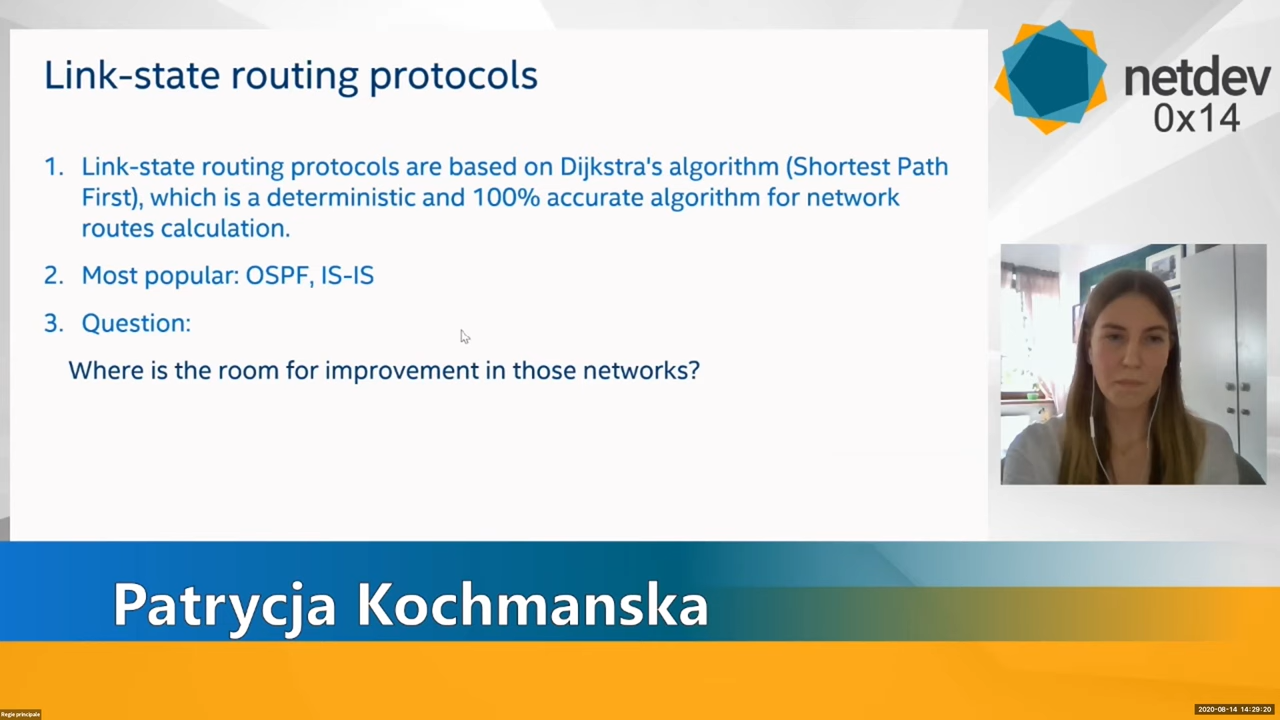 Link-state routing protocols
1. Link-state routing protocols are based on Dijkstra's algorithm (Shortest Path
First), which is a deterministic and 100% accurate algorithm for network
routes calculation.
2. Most popular: OSPF, IS-IS
3. Question:
Where is the room for improvement in those networks?
netdev
0x14
Patrycja Kochmanska
Regie principale
2020-08-14 14:29:20